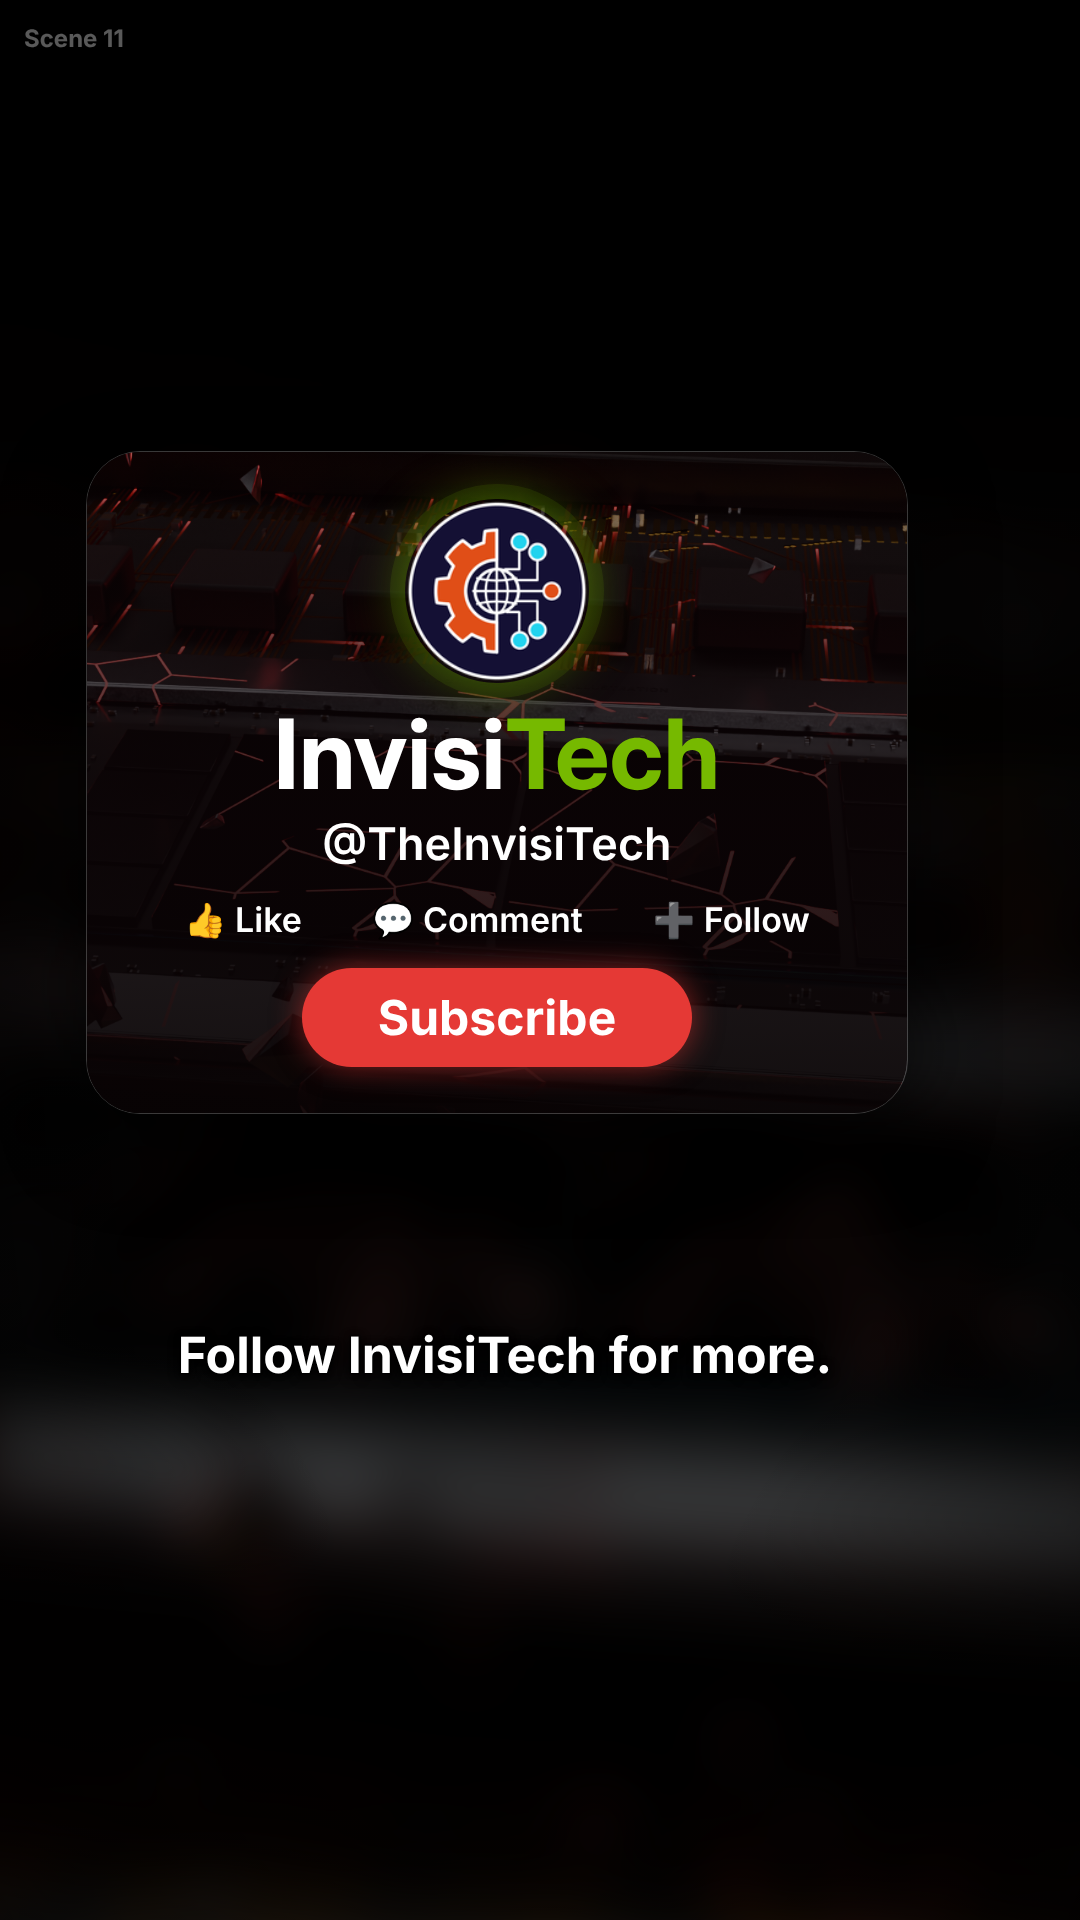 Scene 11
InvisiTech
@TheInvisiTech
👍 Like 💬 Comment ➕ Follow
Subscribe
Follow InvisiTech for more.